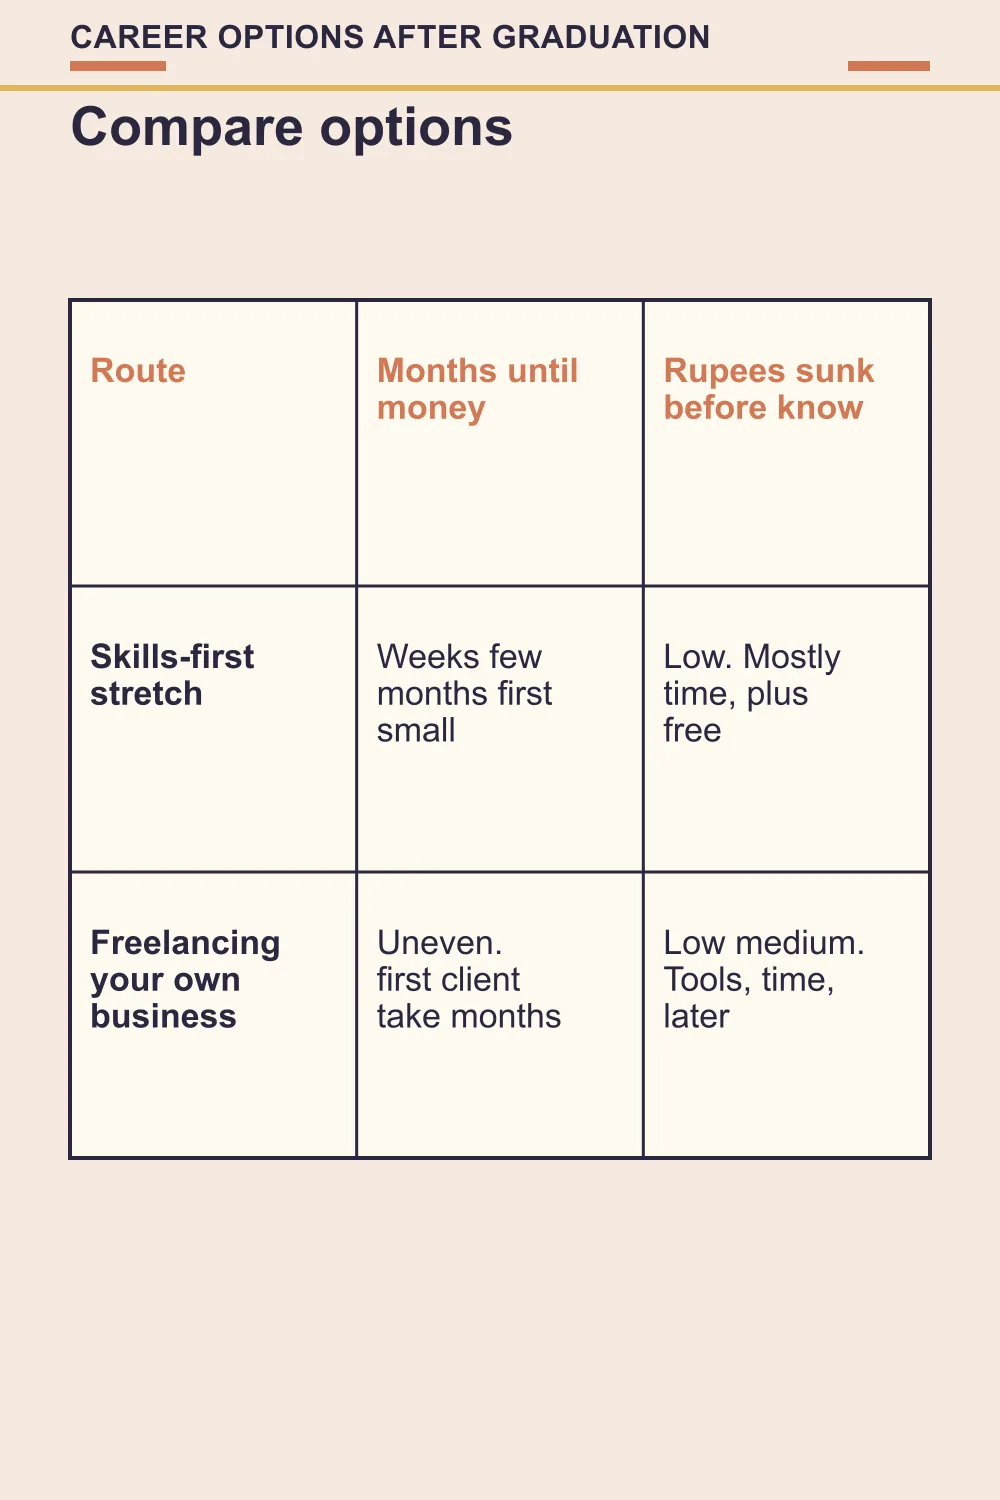 CAREER OPTIONS AFTER GRADUATION
Compare options
Route
Months until
money
Rupees sunk
before know
Skills-first
stretch
Weeks few
months first
small
Low. Mostly
time, plus
free
Freelancing
your own
business
Uneven.
first client
take months
Low medium.
Tools, time,
later